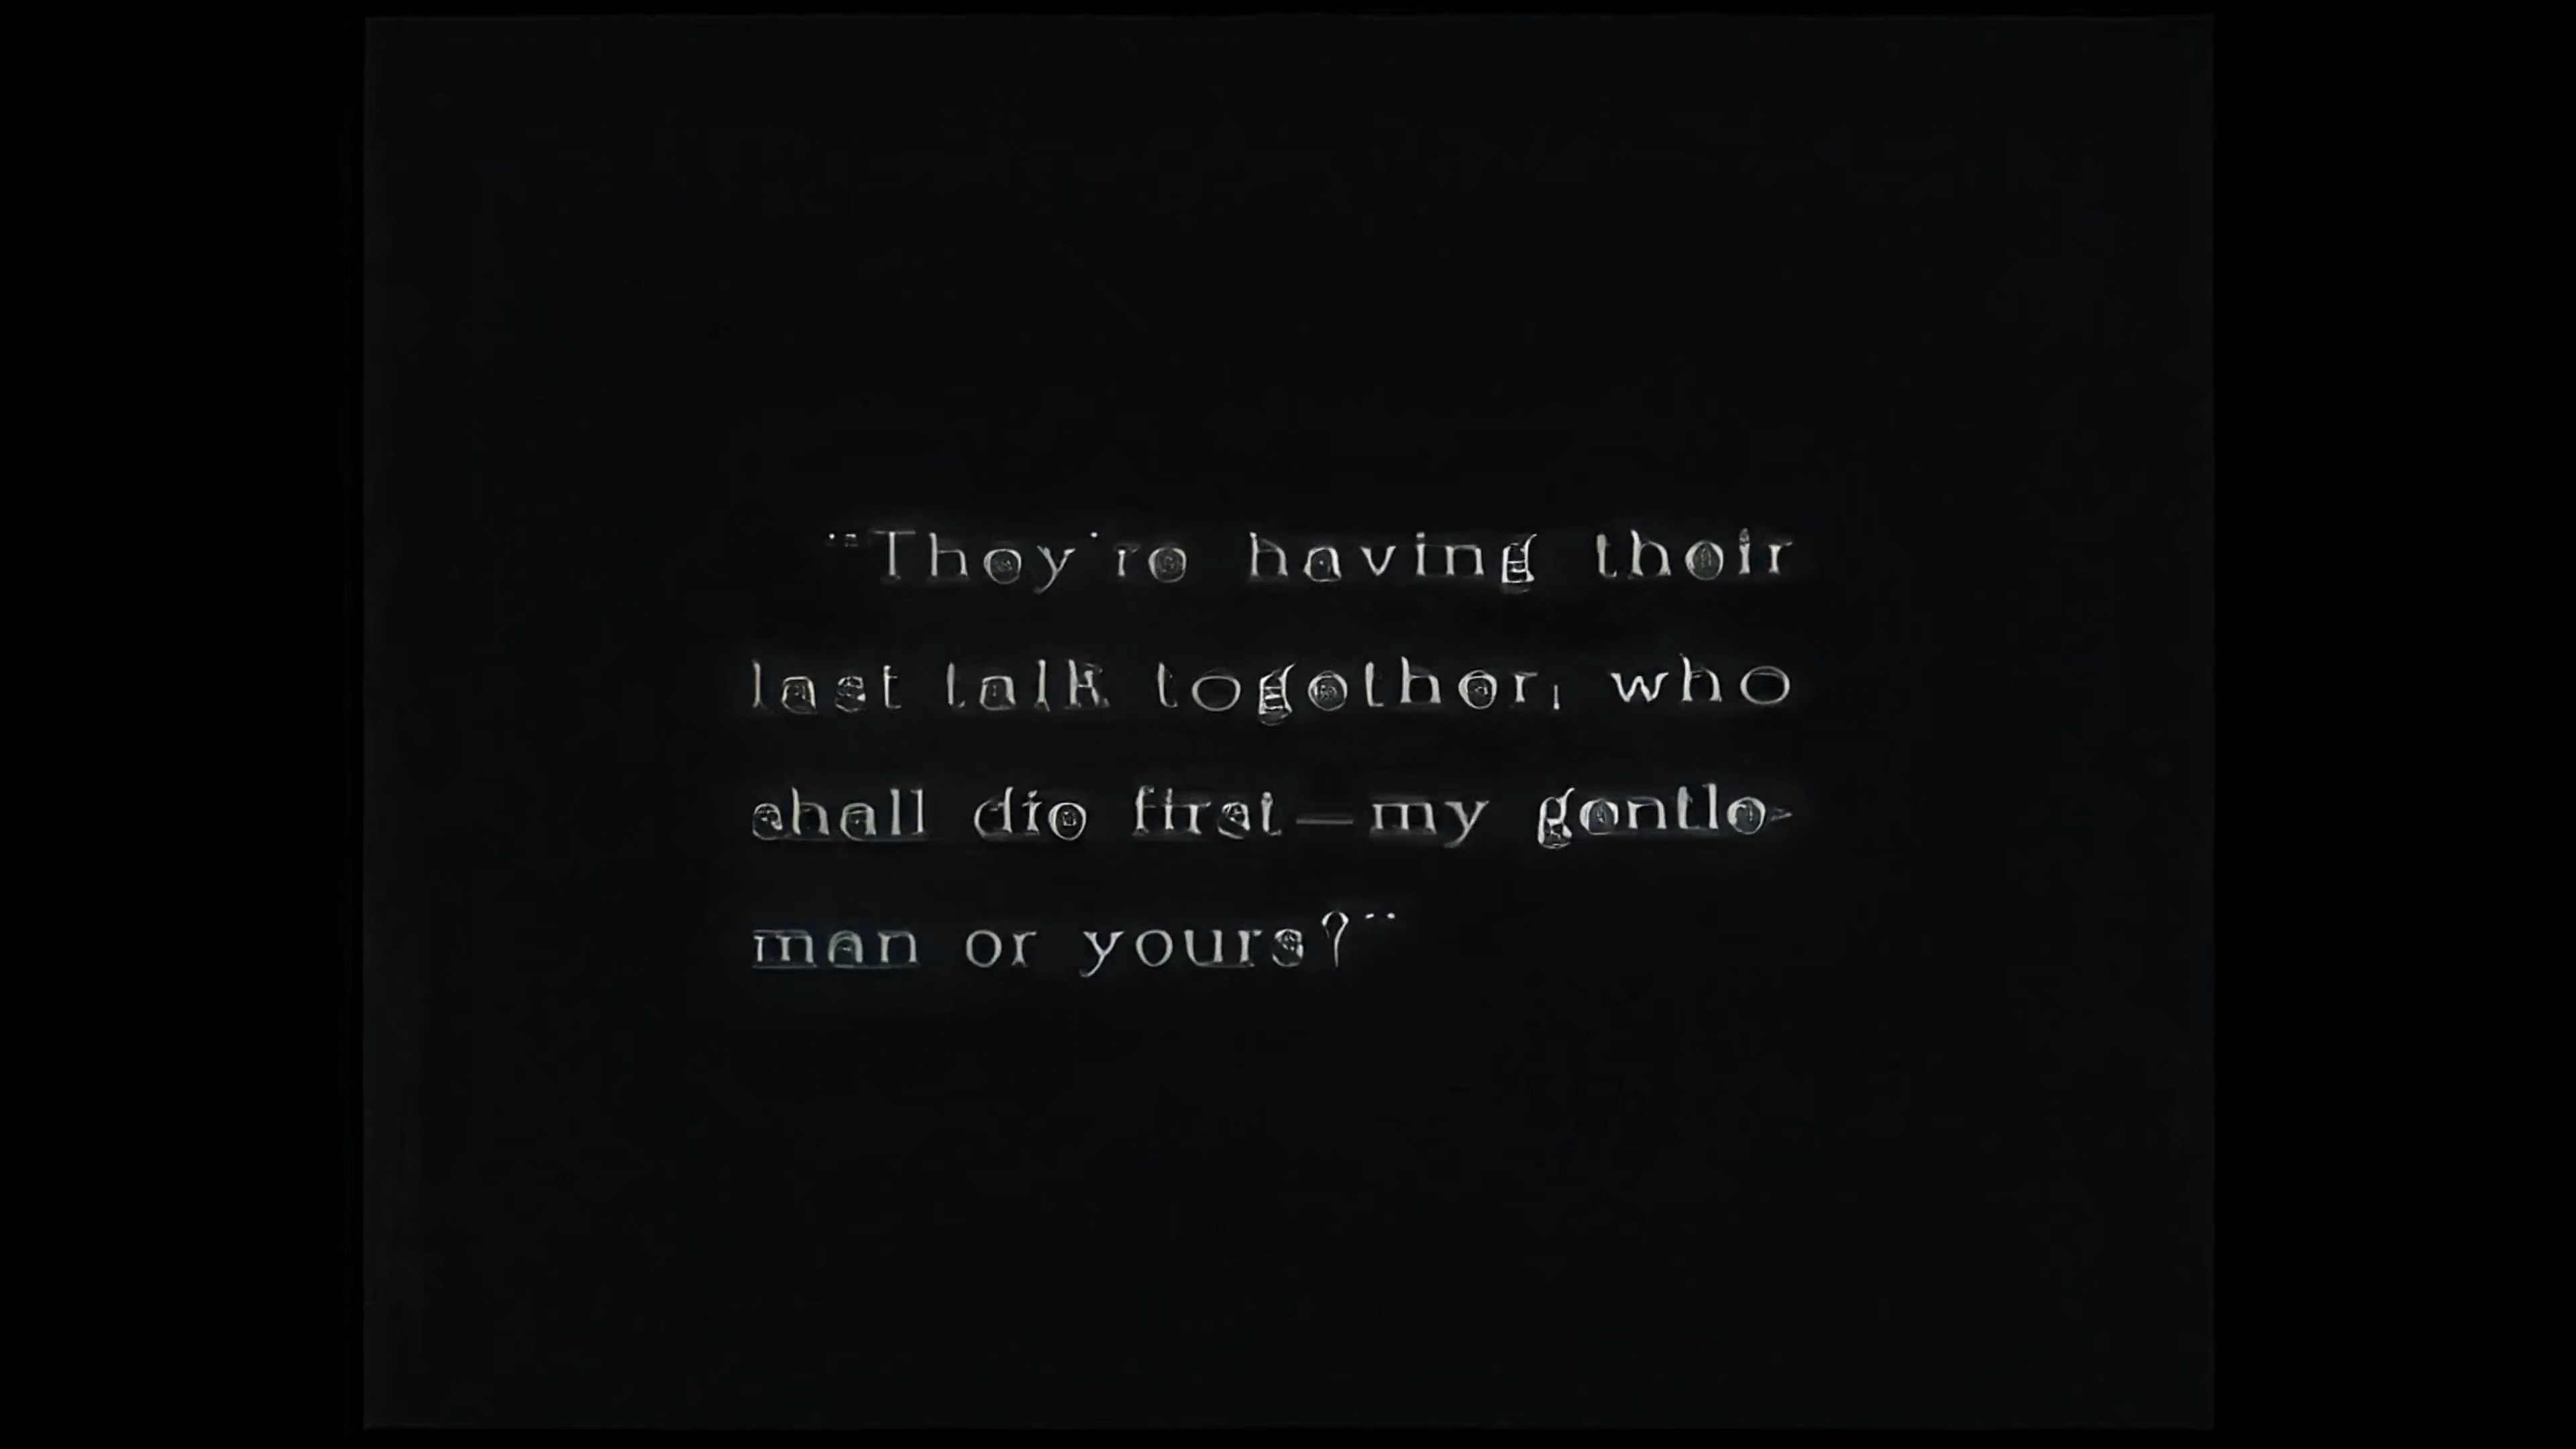 "They're having their
last talk together, who
shall die first—my gentle-
man or yours?"